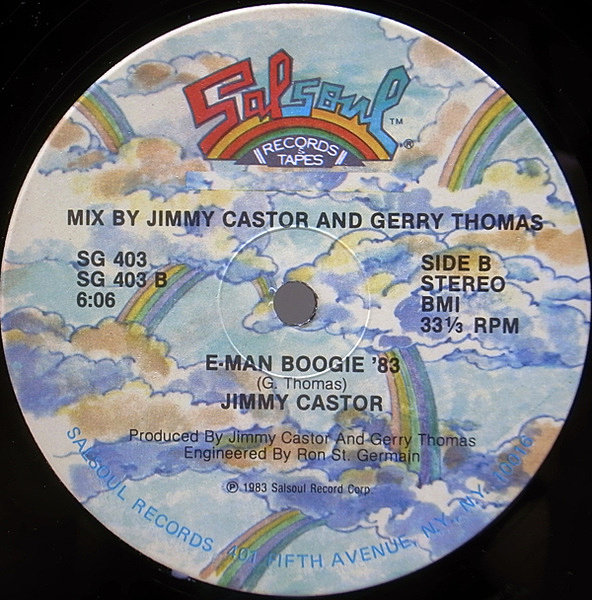 Salsoul TM
RECORDS & TAPES ®
MIX BY JIMMY CASTOR AND GERRY THOMAS
SG 403
SG 403 B
6:06
SIDE B
STEREO
BMI
33⅓ RPM
E-MAN BOOGIE '83
(G. Thomas)
JIMMY CASTOR
Produced By Jimmy Castor And Gerry Thomas
Engineered By Ron St. Germain
℗ 1983 Salsoul Record Corp.
SALSOUL RECORDS 401 FIFTH AVENUE, N.Y., N.Y. 10016